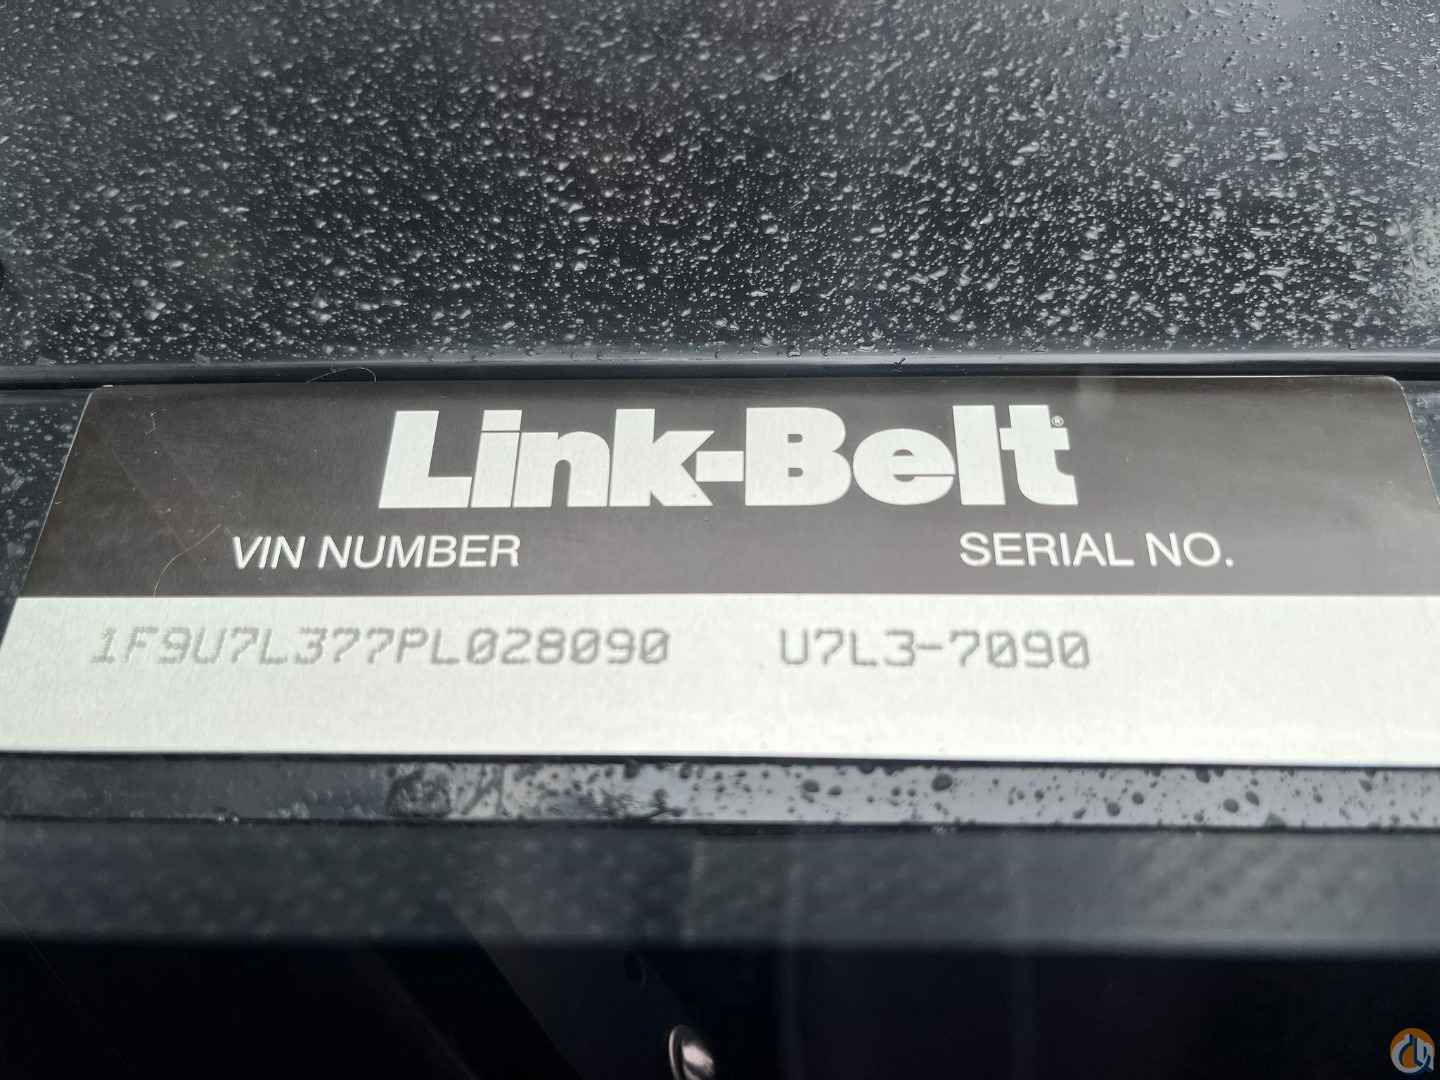 Link-Belt®
VIN NUMBER SERIAL NO.
1F9U7L377PL028090 U7L3-7090